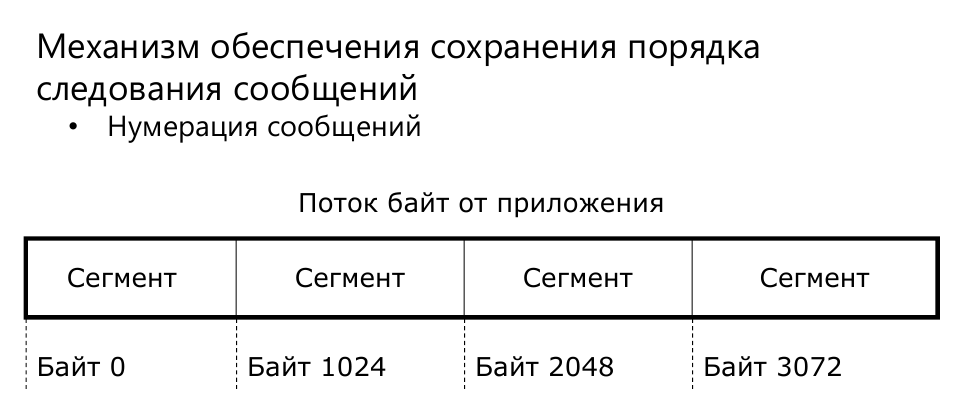 Механизм обеспечения сохранения порядка
следования сообщений
• Нумерация сообщений
Поток байт от приложения
Сегмент Сегмент Сегмент Сегмент
Байт 0 Байт 1024 Байт 2048 Байт 3072